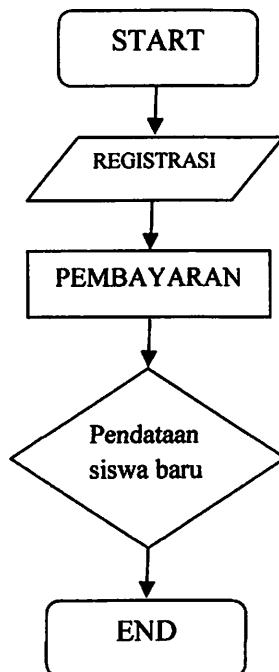 START
REGISTRASI
PEMBAYARAN
Pendataan
siswa baru
END